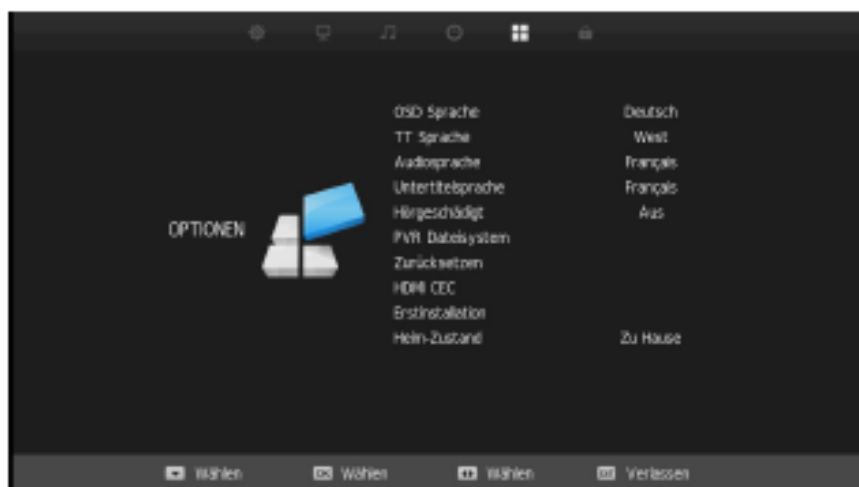 OSD Sprache Deutsch
TT Sprache West
Audiosprache Français
Untertitelsprache Français
Hörgeschädigt Aus
OPTIONEN
PVR Dateisystem
Zurücksetzen
HDMI CEC
Erstinstallation
Heim-Zustand Zu Hause
Wählen OK Wählen Wählen Verlassen